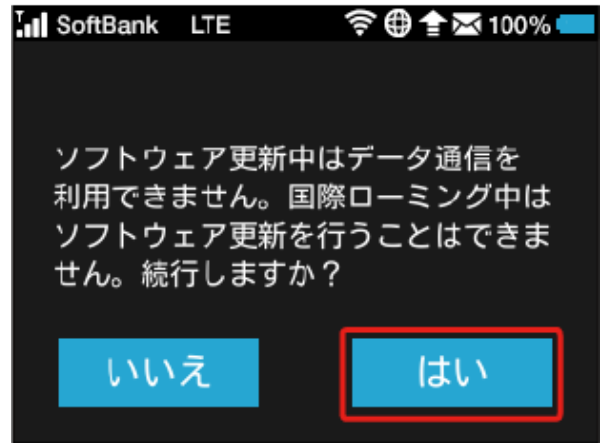 SoftBank LTE 100%
ソフトウェア更新中はデータ通信を
利用できません。国際ローミング中は
ソフトウェア更新を行うことはできま
せん。続行しますか？
いいえ はい